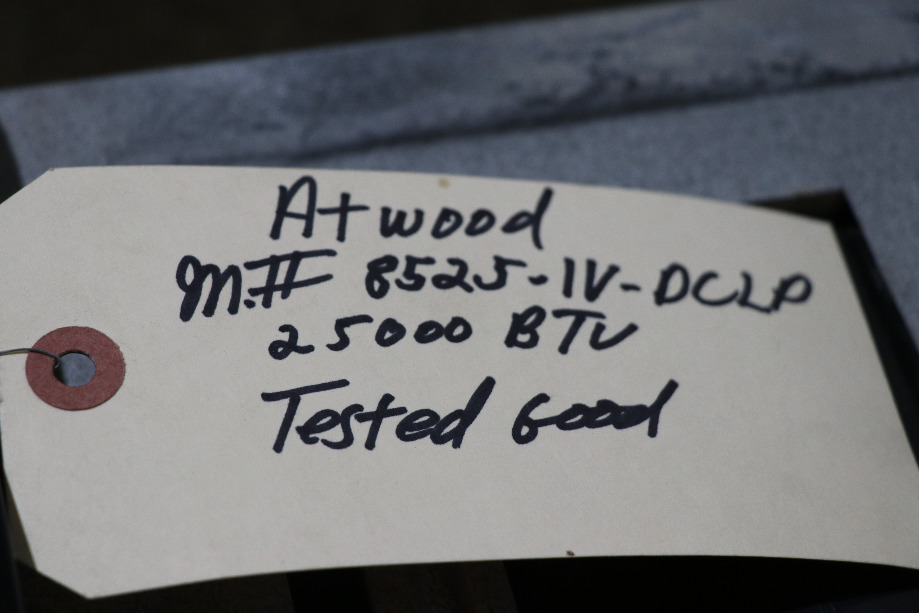 Atwood
M.# 8525-IV-DCLP
25000 BTU
Tested Good